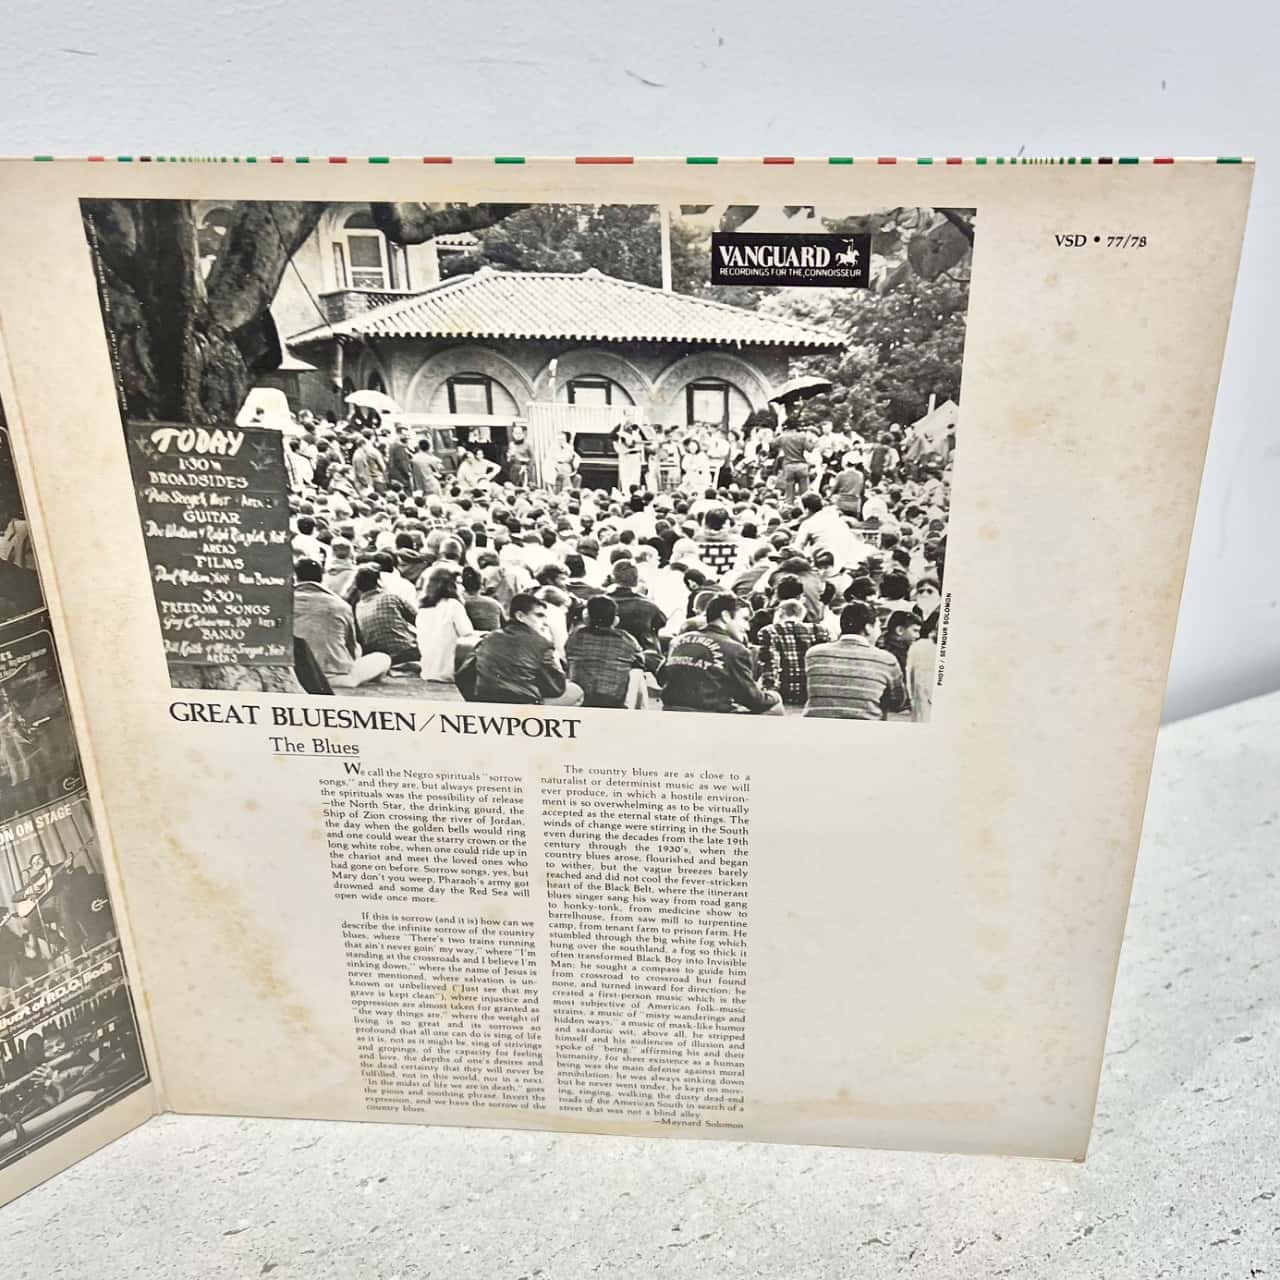 VANGUARD
RECORDINGS FOR THE CONNOISSEUR
VSD • 77/78
TODAY
1:30
BROADSIDES
Pete Seeger, Host AREA
GUITAR
Doc Watson & Ralph Rinzler, Host
AREA 3
FILMS
3:30
FREEDOM SONGS
Guy Carawan, Host AREA
BANJO
Bill Keith & Mike Seeger, Host
AREA 3
PHOTO / SEYMOUR SOLOMON
GREAT BLUESMEN / NEWPORT
The Blues
We call the Negro spirituals "sorrow
songs," and they are, but always present in
the spirituals was the possibility of release
—the North Star, the drinking gourd, the
Ship of Zion crossing the river of Jordan,
the day when the golden bells would ring
and one could wear the starry crown or the
long white robe, when one could ride up in
the chariot and meet the loved ones who
had gone on before. Sorrow songs, yes, but
Mary don't you weep, Pharaoh's army got
drowned and some day the Red Sea will
open wide once more.
If this is sorrow (and it is) how can we
describe the infinite sorrow of the country
blues, where "There's two trains running
that ain't never goin' my way," where "I'm
standing at the crossroads and I believe I'm
sinking down," where the name of Jesus is
never mentioned, where salvation is un-
known or unbelieved ("Just see that my
grave is kept clean"), where injustice and
oppression are almost taken for granted as
"the way things are," where the weight of
living is so great and its sorrows so
profound that all one can do is sing of life
as it is, not as it might be, sing of strivings
and gropings, of the capacity for feeling
and love, the depths of one's desires and
the dead certainty that they will never be
fulfilled, not in this world, nor in a next.
"In the midst of life we are in death," goes
the pious and soothing phrase. Invert the
expression, and we have the sorrow of the
country blues.
The country blues are as close to a
naturalist or determinist music as we will
ever produce, in which a hostile environ-
ment is so overwhelming as to be virtually
accepted as the eternal state of things. The
winds of change were stirring in the South
even during the decades from the late 19th
century through the 1930's, when the
country blues arose, flourished and began
to wither, but the vague breezes barely
reached and did not cool the fever-stricken
heart of the Black Belt, where the itinerant
blues singer sang his way from road gang
to honky-tonk, from medicine show to
barrelhouse, from saw mill to turpentine
camp, from tenant farm to prison farm. He
stumbled through the big white fog which
hung over the southland, a fog so thick it
often transformed Black Boy into Invisible
Man; he sought a compass to guide him
from crossroad to crossroad but found
none, and turned inward for direction; he
created a first-person music which is the
most subjective of American folk-music
strains, a music of "misty wanderings and
hidden ways," a music of mask-like humor
and sardonic wit, above all, he stripped
himself and his audiences of illusion and
spoke of "being," affirming his and their
humanity, for sheer existence as a human
being was the main defense against moral
annihilation; he was always sinking down
but he never went under, he kept on mov-
ing, singing, walking the dusty dead-end
roads of the American South in search of a
street that was not a blind alley.
—Maynard Solomon
ON STAGE